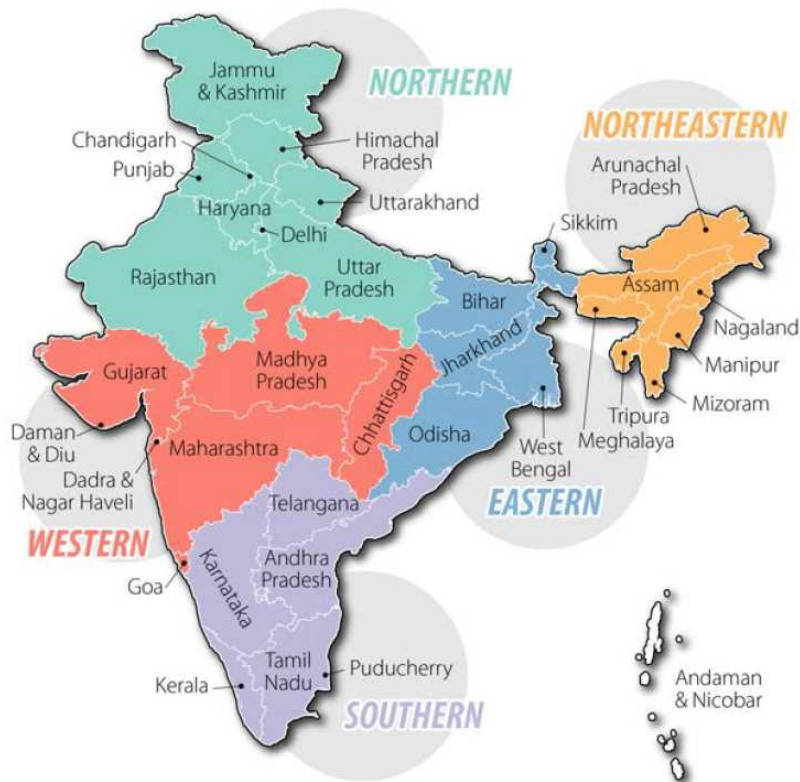 Jammu
& Kashmir
NORTHERN
Chandigarh
Himachal
Pradesh
Punjab
Uttarakhand
Haryana
Delhi
Rajasthan
Uttar
Pradesh
NORTHEASTERN
Arunachal
Pradesh
Sikkim
Assam
Nagaland
Manipur
Mizoram
Tripura
Meghalaya
Bihar
Jharkhand
Odisha
West
Bengal
EASTERN
Gujarat
Madhya
Pradesh
Chhattisgarh
Daman
& Diu
Maharashtra
Dadra &
Nagar Haveli
WESTERN
Goa
Telangana
Karnataka
Andhra
Pradesh
Kerala
Tamil
Nadu
Puducherry
SOUTHERN
Andaman
& Nicobar